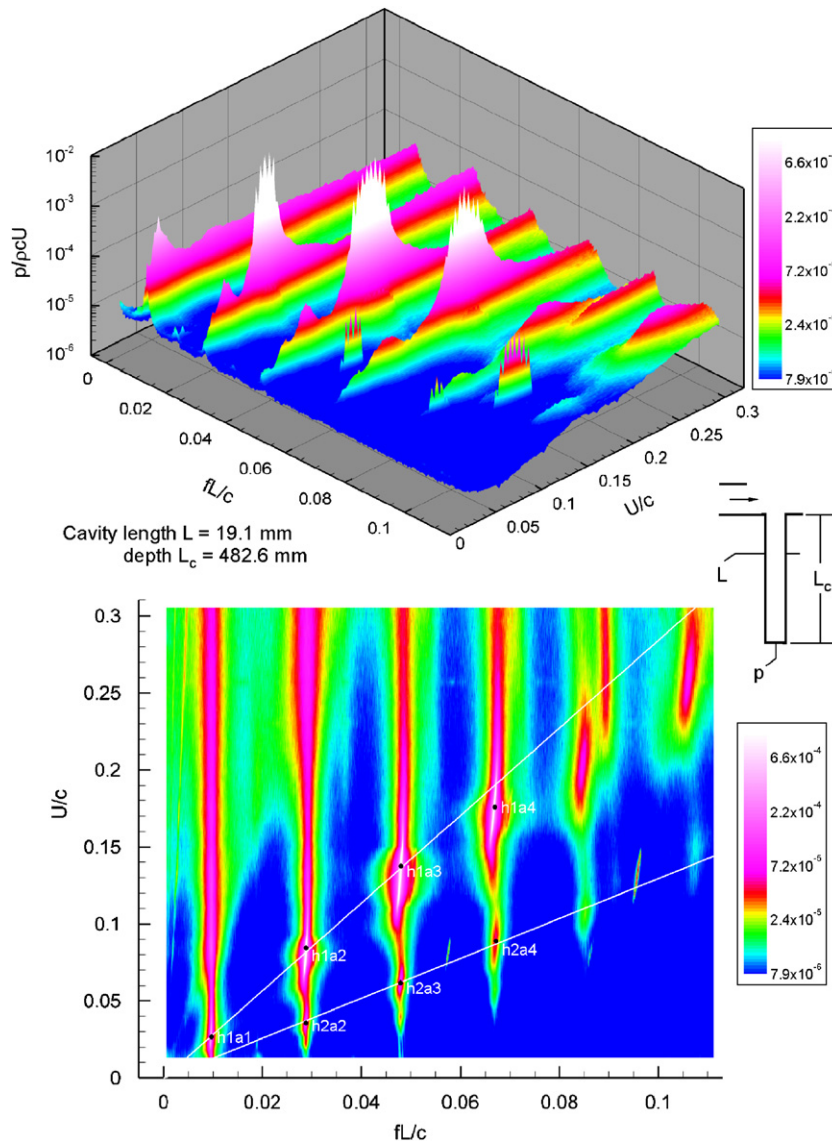 10⁻²
10⁻³
10⁻⁴
10⁻⁵
10⁻⁶
p/ρcU
0
0.02
0.04
0.06
0.08
0.1
fL/c
0
0.05
0.1
0.15
0.2
0.25
0.3
U/c
6.6x10⁻
2.2x10⁻
7.2x10⁻
2.4x10⁻
7.9x10⁻
Cavity length L = 19.1 mm
depth Lc = 482.6 mm
L
Lc
p
0.3
0.25
0.2
0.15
0.1
0.05
0
U/c
h1a4
h1a3
h1a2
h2a4
h2a3
h2a2
h1a1
0
0.02
0.04
0.06
0.08
0.1
fL/c
6.6x10⁻⁴
2.2x10⁻⁴
7.2x10⁻⁵
2.4x10⁻⁵
7.9x10⁻⁶